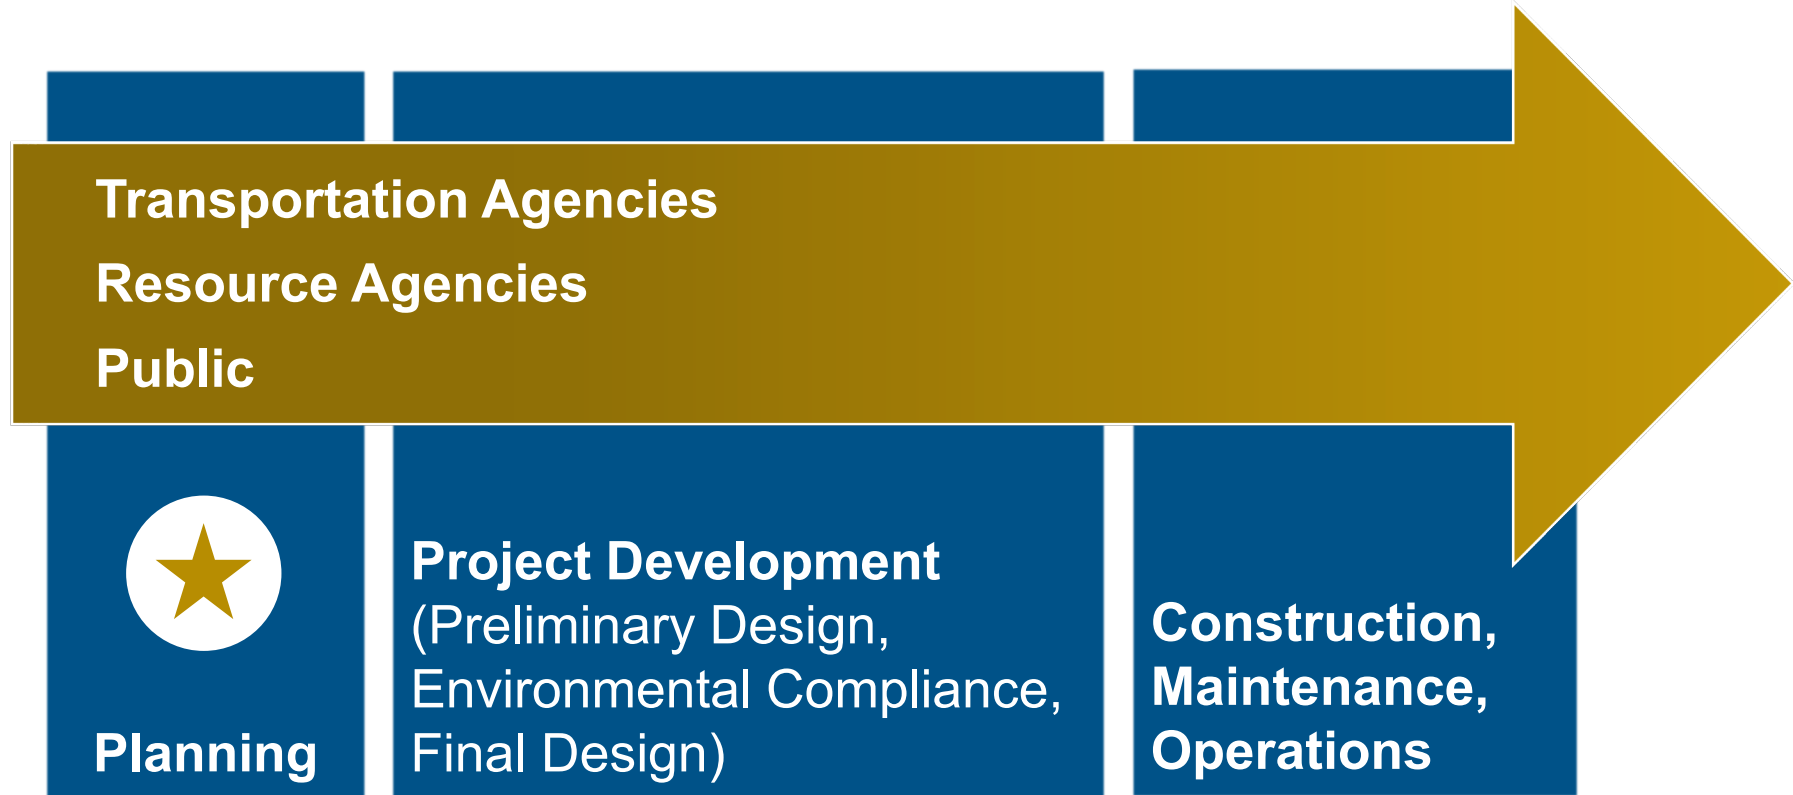 Transportation Agencies
Resource Agencies
Public
Planning
Project Development
(Preliminary Design,
Environmental Compliance,
Final Design)
Construction,
Maintenance,
Operations